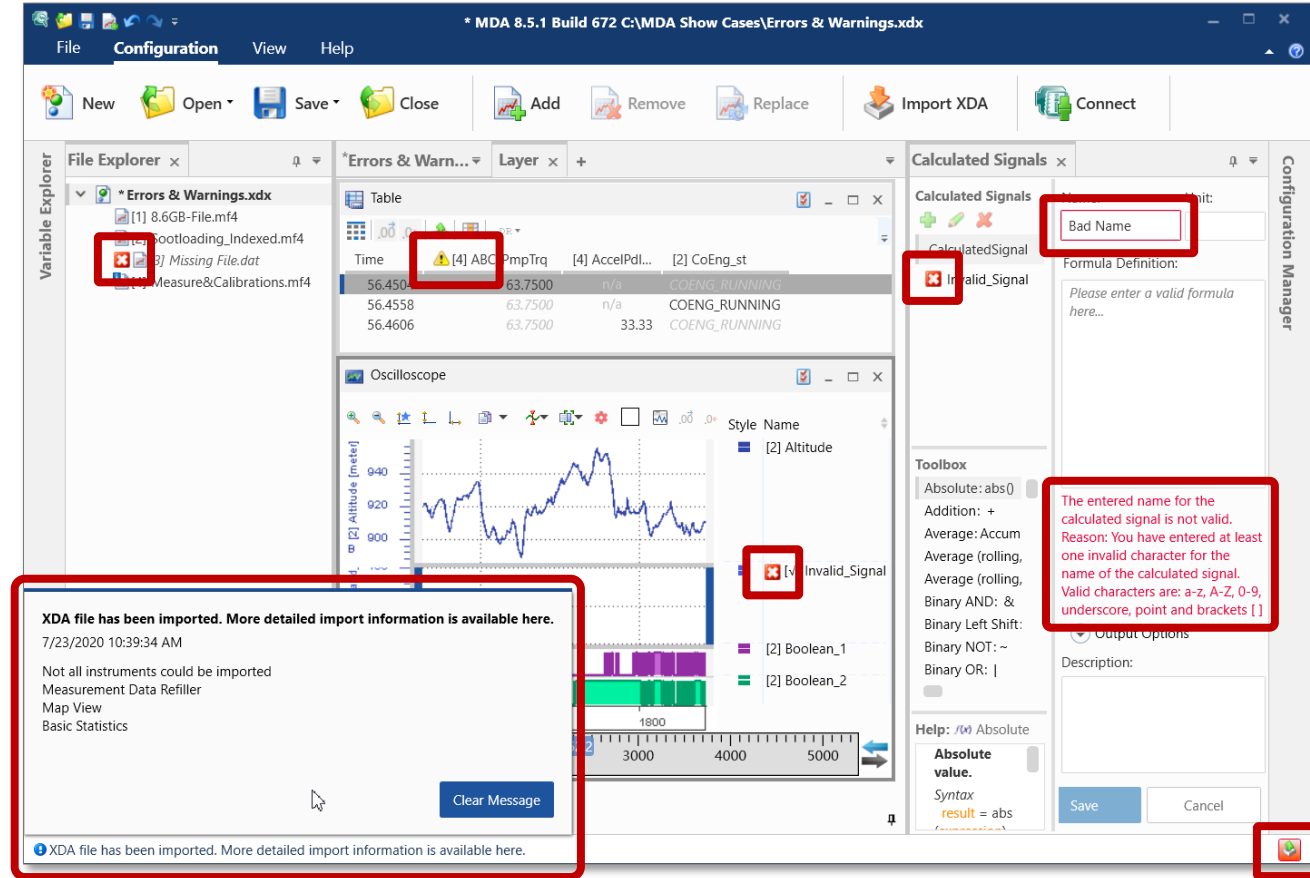 * MDA 8.5.1 Build 672 C:\MDA Show Cases\Errors & Warnings.xdx
File Configuration View Help
New Open Save Close Add Remove Replace Import XDA Connect
Variable Explorer
File Explorer
* Errors & Warnings.xdx
[1] 8.6GB-File.mf4
[2] Sootloading_Indexed.mf4
[3] Missing File.dat
[4] Measure&Calibrations.mf4
*Errors & Warn... Layer +
Table
Time [4] ABC PmpTrq [4] AccelPdl... [2] CoEng_st
56.4504 63.7500 n/a COENG_RUNNING
56.4558 63.7500 n/a COENG_RUNNING
56.4606 63.7500 33.33 COENG_RUNNING
Oscilloscope
Style Name
[2] Altitude
[2] Altitude [meter]
B
940
920
900
Invalid_Signal
[2] Boolean_1
[2] Boolean_2
1800
3000 4000 5000
Calculated Signals
Calculated Signals
CalculatedSignal
Invalid_Signal
Toolbox
Absolute: abs()
Addition: +
Average: Accum
Average (rolling,
Average (rolling,
Binary AND: &
Binary Left Shift:
Binary NOT: ~
Binary OR: |
Help: f(x) Absolute
Absolute
value.
Syntax
result = abs
Bad Name
Formula Definition:
Please enter a valid formula
here...
The entered name for the
calculated signal is not valid.
Reason: You have entered at least
one invalid character for the
name of the calculated signal.
Valid characters are: a-z, A-Z, 0-9,
underscore, point and brackets [ ]
Output Options
Description:
Save Cancel
Configuration Manager
XDA file has been imported. More detailed import information is available here.
7/23/2020 10:39:34 AM
Not all instruments could be imported
Measurement Data Refiller
Map View
Basic Statistics
Clear Message
XDA file has been imported. More detailed import information is available here.